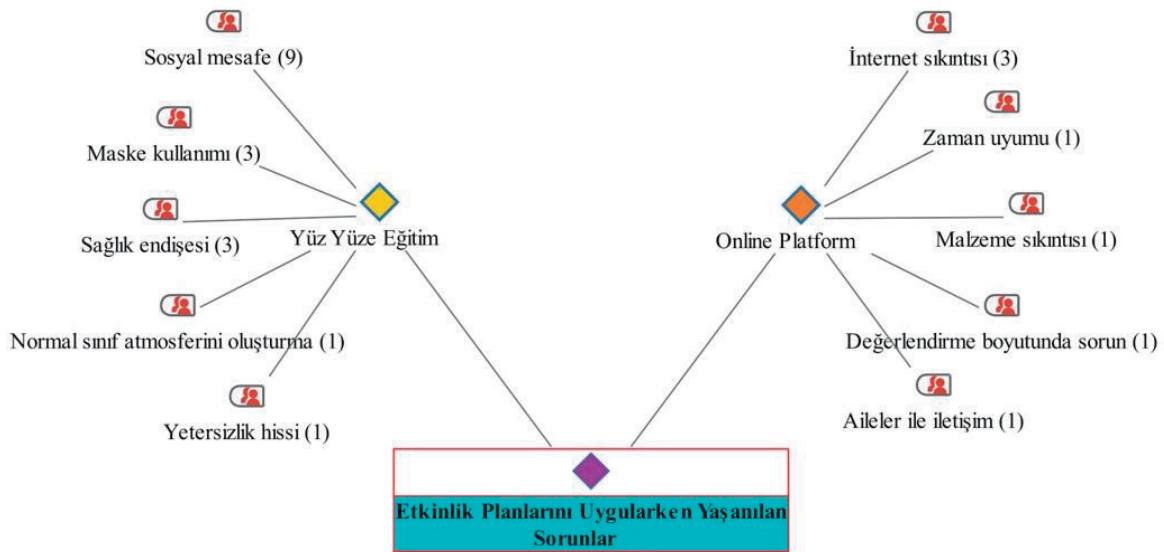 Sosyal mesafe (9)
Maske kullanımı (3)
Sağlık endişesi (3)
Normal sınıf atmosferini oluşturma (1)
Yetersizlik hissi (1)
Yüz Yüze Eğitim
İnternet sıkıntısı (3)
Zaman uyumu (1)
Malzeme sıkıntısı (1)
Değerlendirme boyutunda sorun (1)
Aileler ile iletişim (1)
Online Platform
Etkinlik Planlarını Uygularken Yaşanılan
Sorunlar